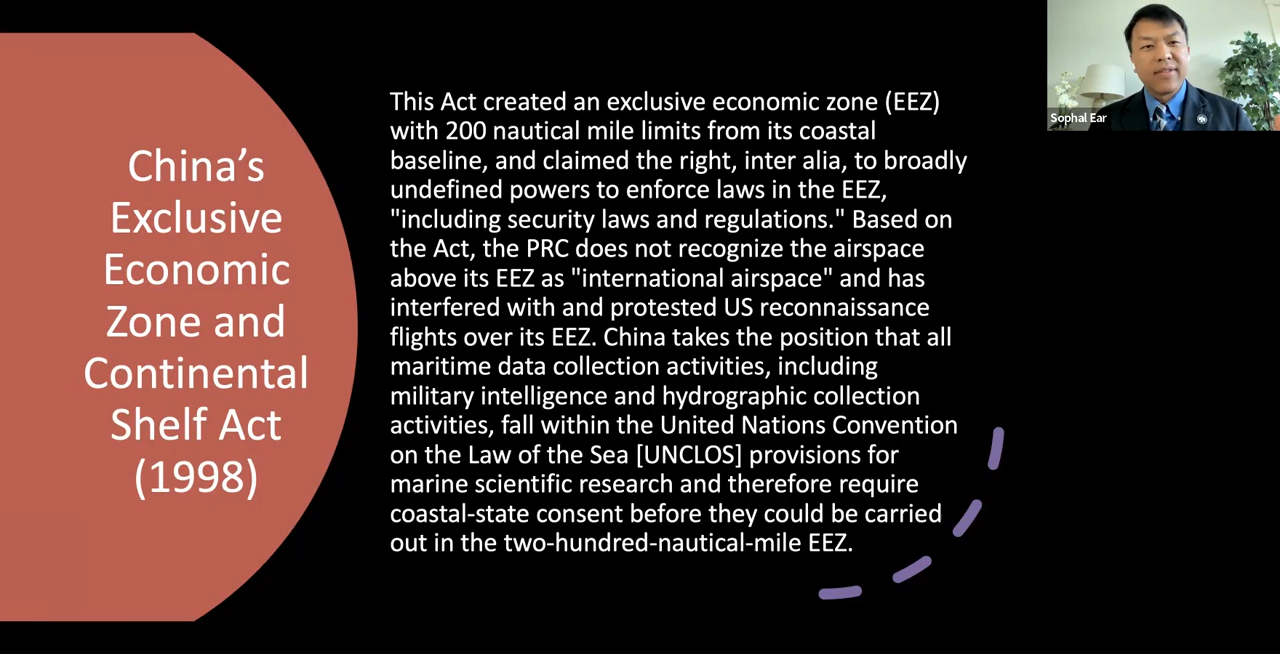 China’s
Exclusive
Economic
Zone and
Continental
Shelf Act
(1998)
This Act created an exclusive economic zone (EEZ)
with 200 nautical mile limits from its coastal
baseline, and claimed the right, inter alia, to broadly
undefined powers to enforce laws in the EEZ,
"including security laws and regulations." Based on
the Act, the PRC does not recognize the airspace
above its EEZ as "international airspace" and has
interfered with and protested US reconnaissance
flights over its EEZ. China takes the position that all
maritime data collection activities, including
military intelligence and hydrographic collection
activities, fall within the United Nations Convention
on the Law of the Sea [UNCLOS] provisions for
marine scientific research and therefore require
coastal-state consent before they could be carried
out in the two-hundred-nautical-mile EEZ.
Sophal Ear